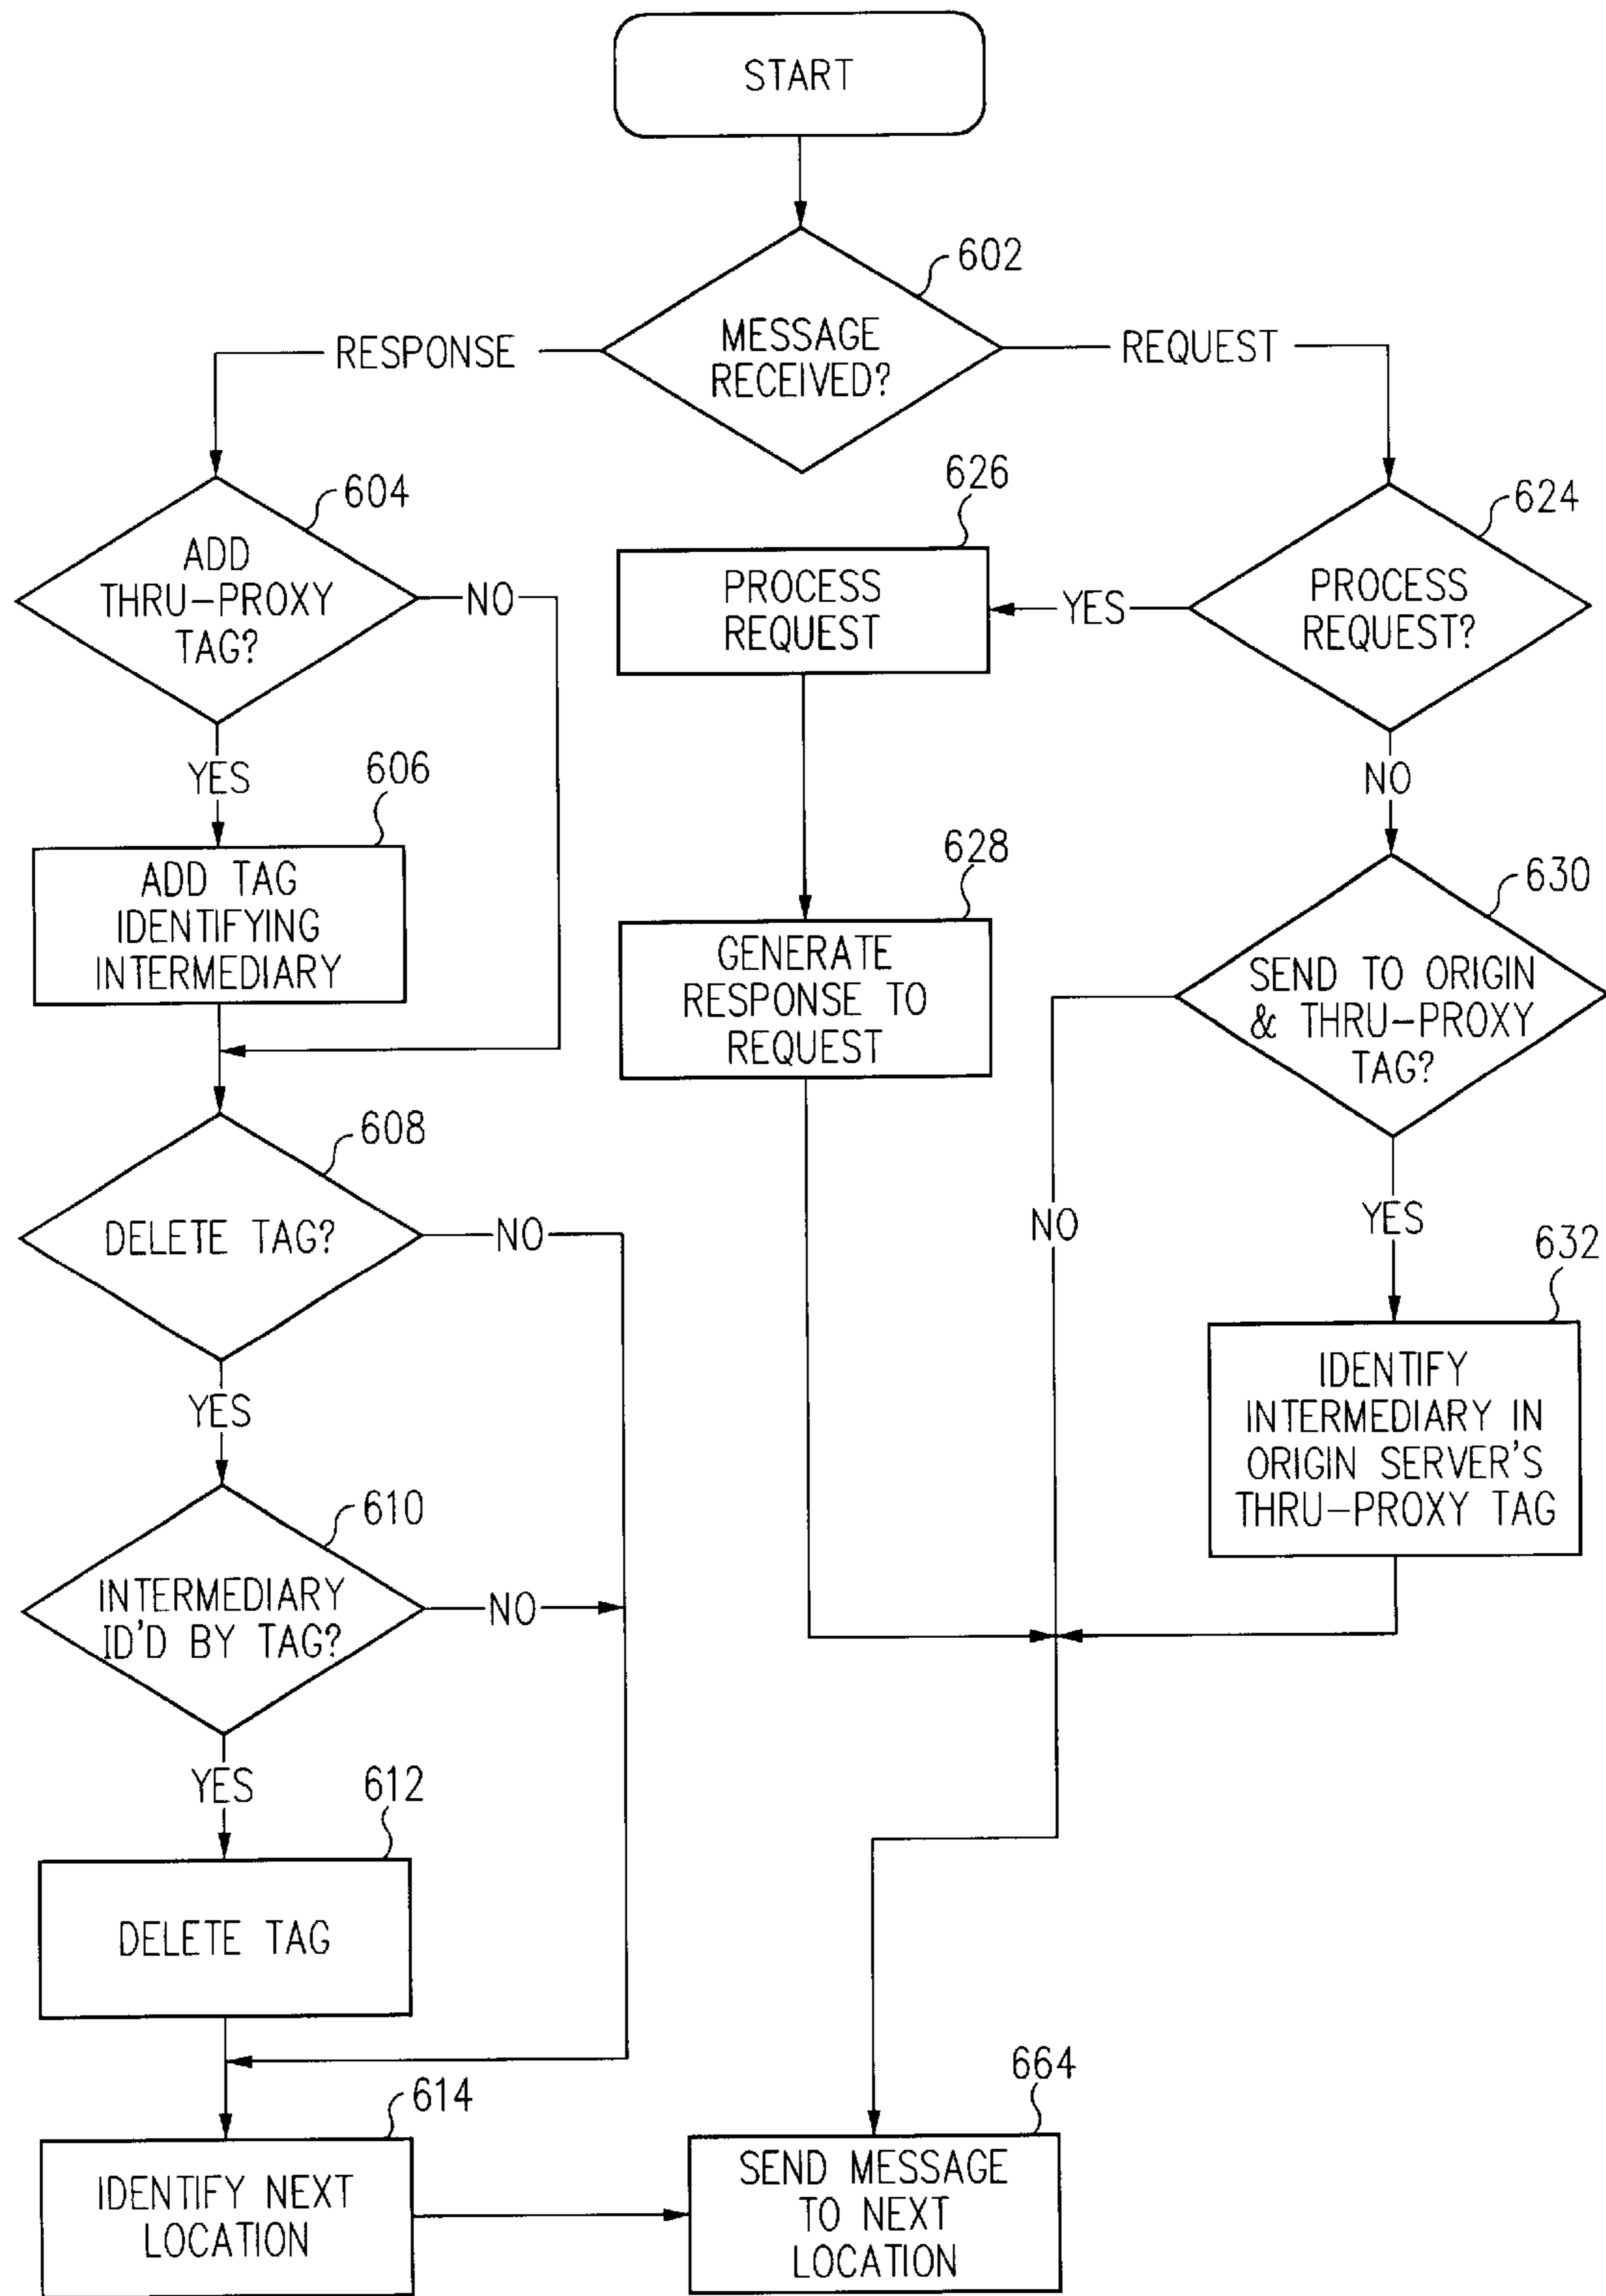 START
602
MESSAGE
RECEIVED?
RESPONSE
REQUEST
604
ADD
THRU-PROXY
TAG?
NO
626
PROCESS
REQUEST
YES
624
PROCESS
REQUEST?
YES
606
ADD TAG
IDENTIFYING
INTERMEDIARY
628
GENERATE
RESPONSE TO
REQUEST
NO
630
SEND TO ORIGIN
& THRU-PROXY
TAG?
608
DELETE TAG?
NO
NO
YES
632
IDENTIFY
INTERMEDIARY IN
ORIGIN SERVER'S
THRU-PROXY TAG
YES
610
INTERMEDIARY
ID'D BY TAG?
NO
YES
612
DELETE TAG
614
IDENTIFY NEXT
LOCATION
664
SEND MESSAGE
TO NEXT
LOCATION